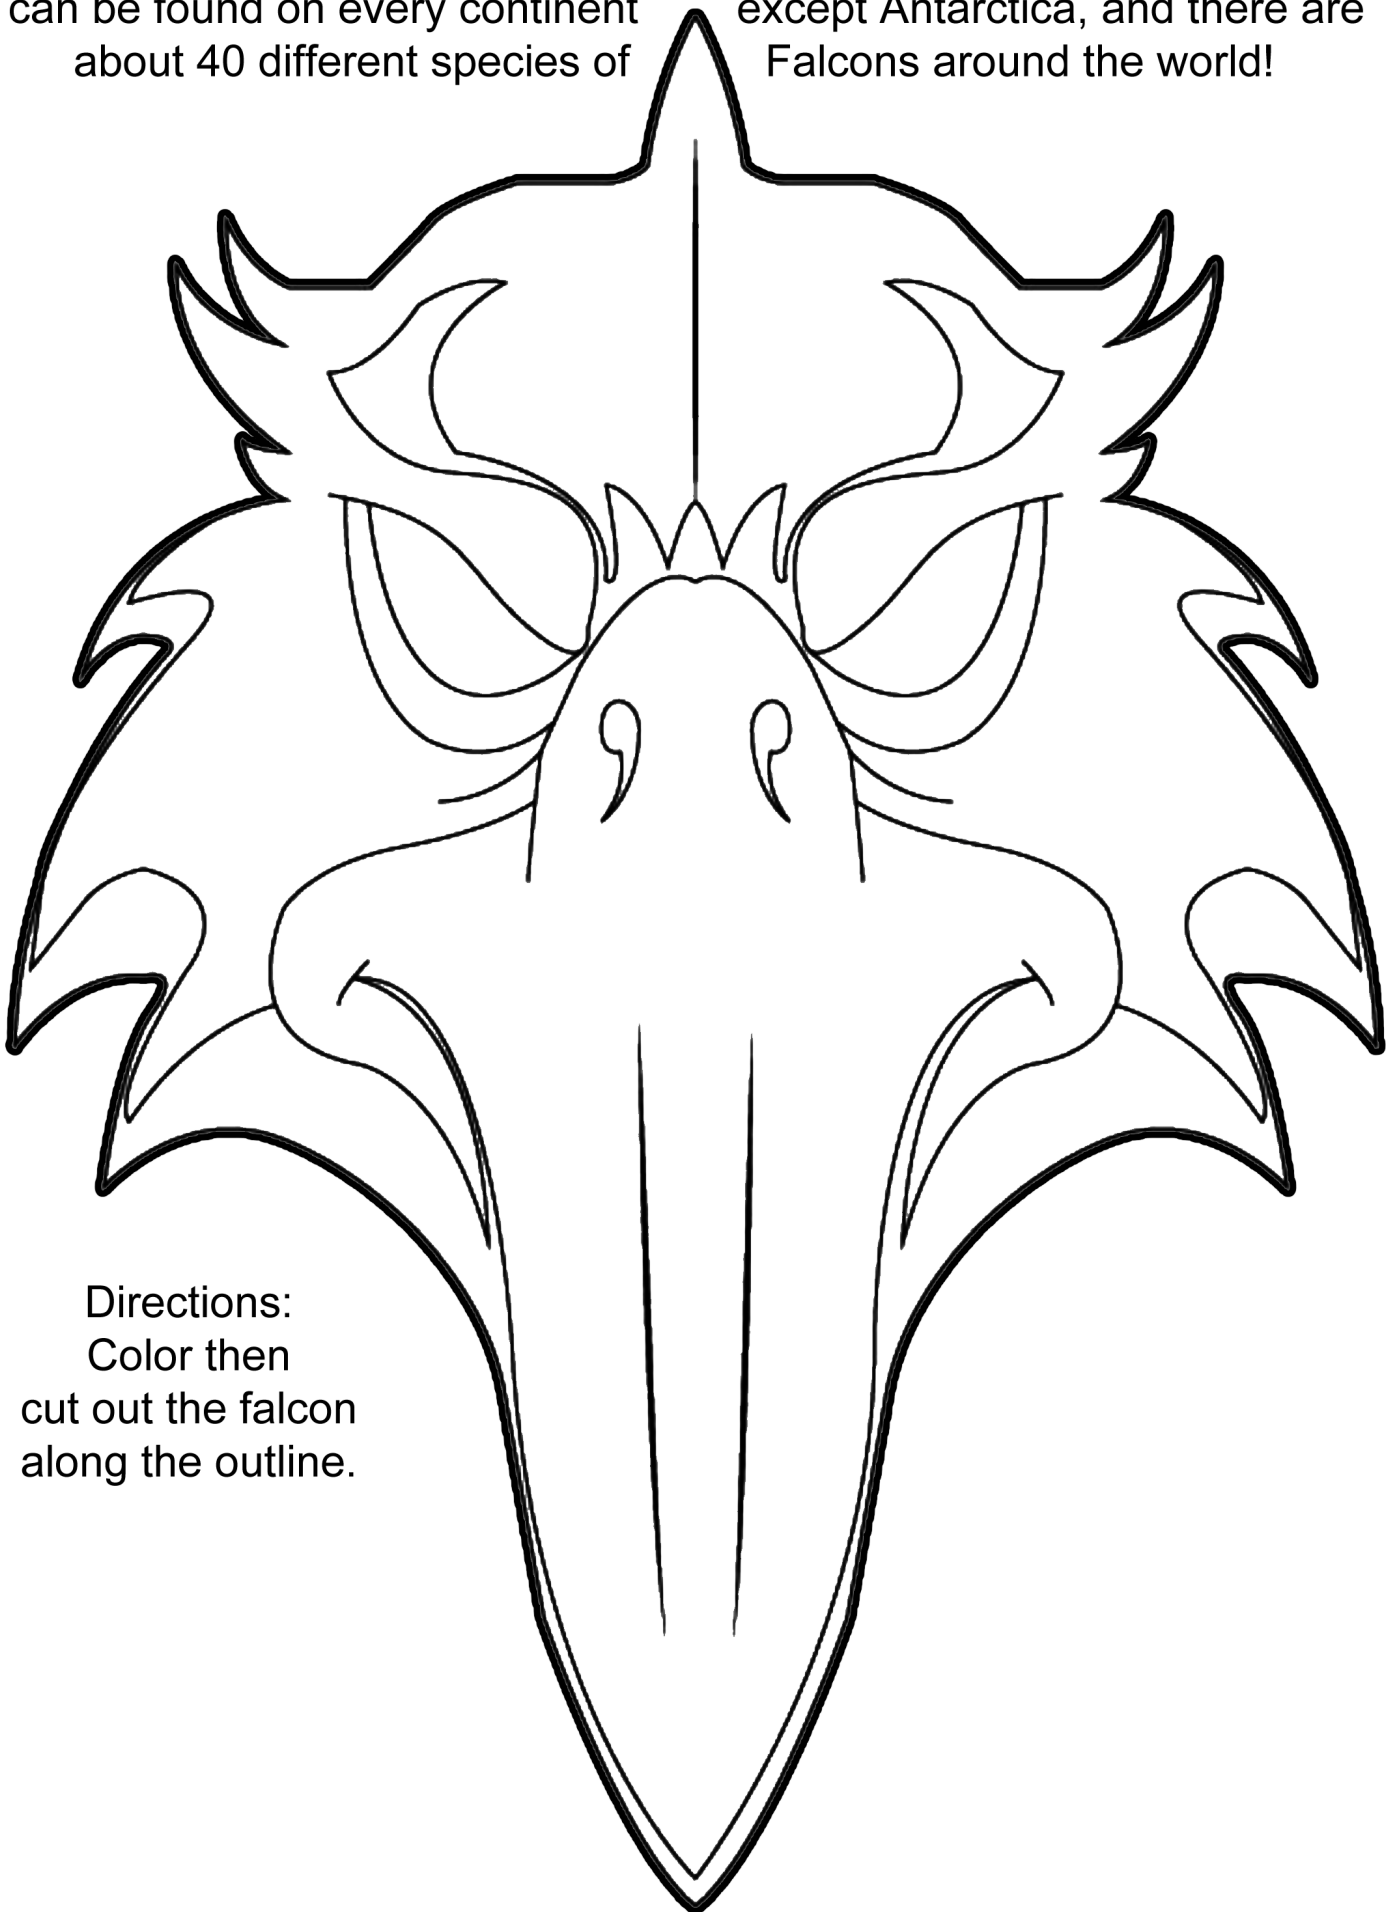 can be found on every continent except Antarctica, and there are
about 40 different species of Falcons around the world!
Directions:
Color then
cut out the falcon
along the outline.